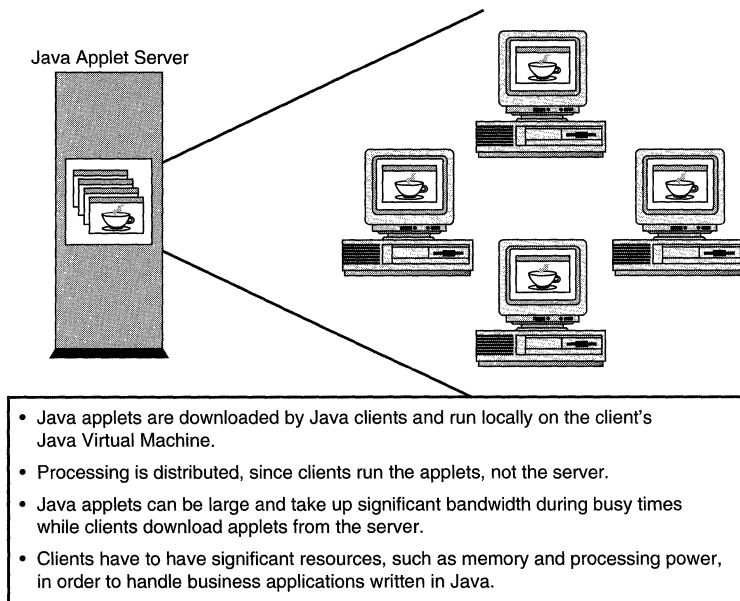 Java Applet Server
• Java applets are downloaded by Java clients and run locally on the client's
Java Virtual Machine.
• Processing is distributed, since clients run the applets, not the server.
• Java applets can be large and take up significant bandwidth during busy times
while clients download applets from the server.
• Clients have to have significant resources, such as memory and processing power,
in order to handle business applications written in Java.